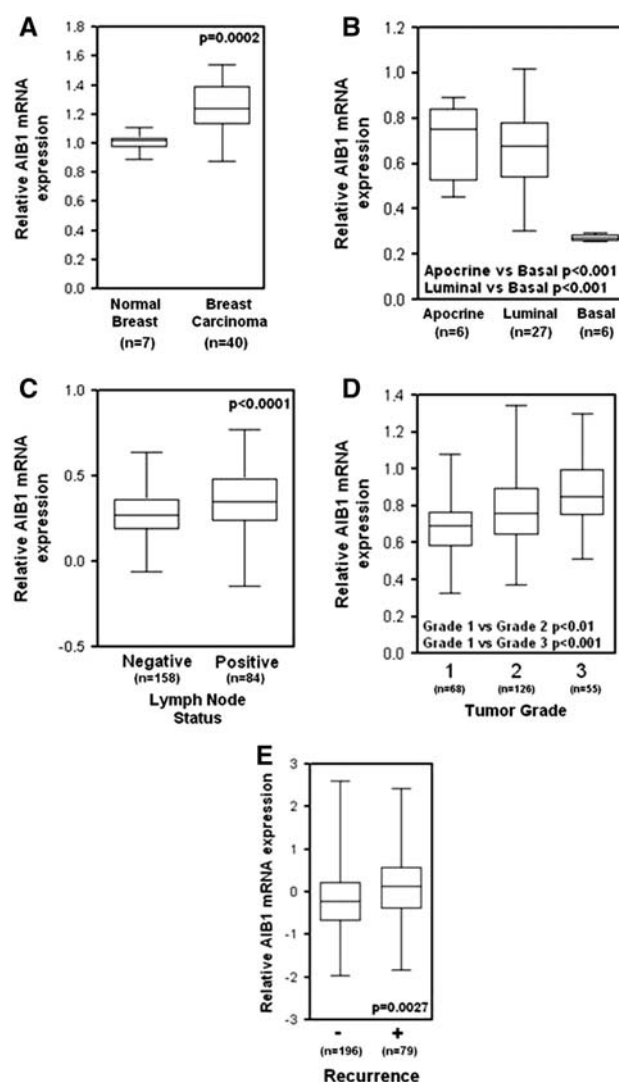 A
Relative AIB1 mRNA
expression
1.8
1.6
1.4
1.2
1.0
0.8
0.6
0.4
0.2
0.0
p=0.0002
Normal
Breast
(n=7)
Breast
Carcinoma
(n=40)
B
Relative AIB1 mRNA
expression
1.2
1.0
0.8
0.6
0.4
0.2
0.0
Apocrine vs Basal p<0.001
Luminal vs Basal p<0.001
Apocrine
(n=6)
Luminal
(n=27)
Basal
(n=6)
C
Relative AIB1 mRNA
expression
1.0
0.5
0.0
-0.5
p<0.0001
Negative
(n=158)
Positive
(n=84)
Lymph Node
Status
D
Relative AIB1 mRNA
expression
1.4
1.2
1.0
0.8
0.6
0.4
0.2
0.0
Grade 1 vs Grade 2 p<0.01
Grade 1 vs Grade 3 p<0.001
1
(n=68)
2
(n=126)
3
(n=55)
Tumor Grade
E
Relative AIB1 mRNA expression
3
2
1
0
-1
-2
-3
p=0.0027
-
(n=196)
+
(n=79)
Recurrence